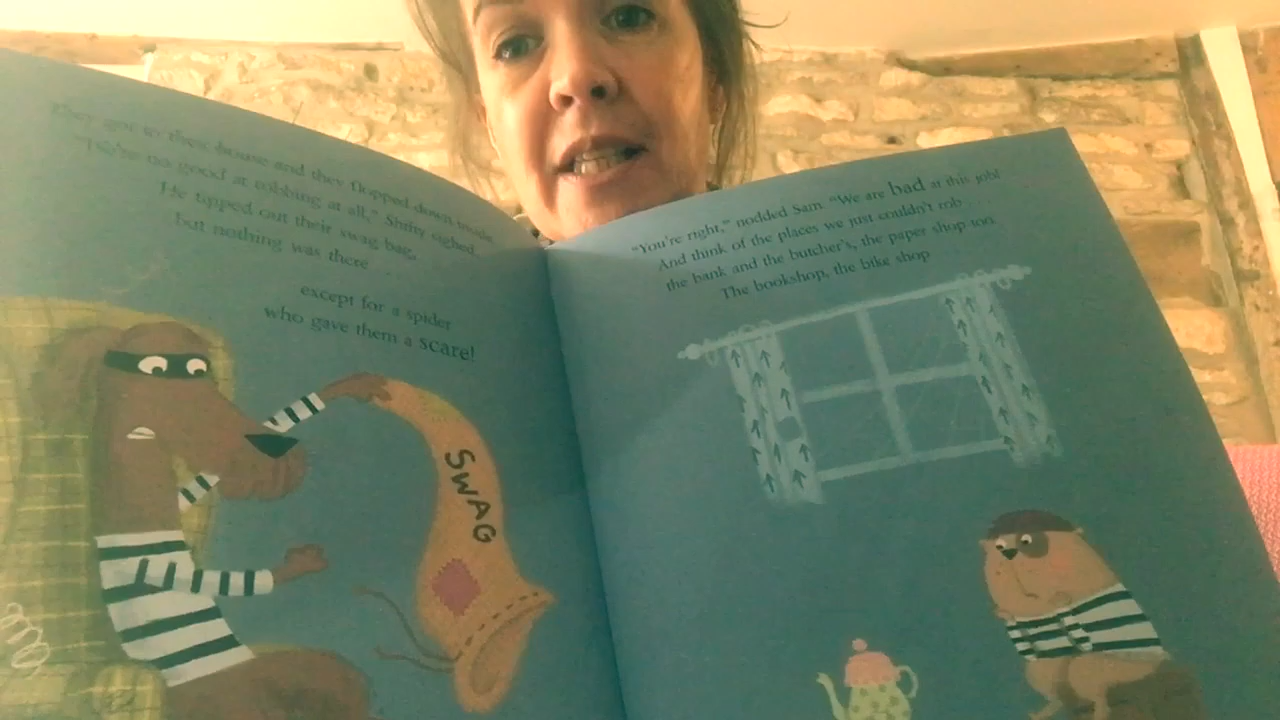 They got to their house and they flopped down inside.
"We're no good at robbing at all," Shifty sighed.
He tipped out their swag bag,
but nothing was there . . .
except for a spider
who gave them a scare!
SWAG
"You're right," nodded Sam. "We are bad at this job!
And think of the places we just couldn't rob . . .
the bank and the butcher's, the paper shop too.
The bookshop, the bike shop